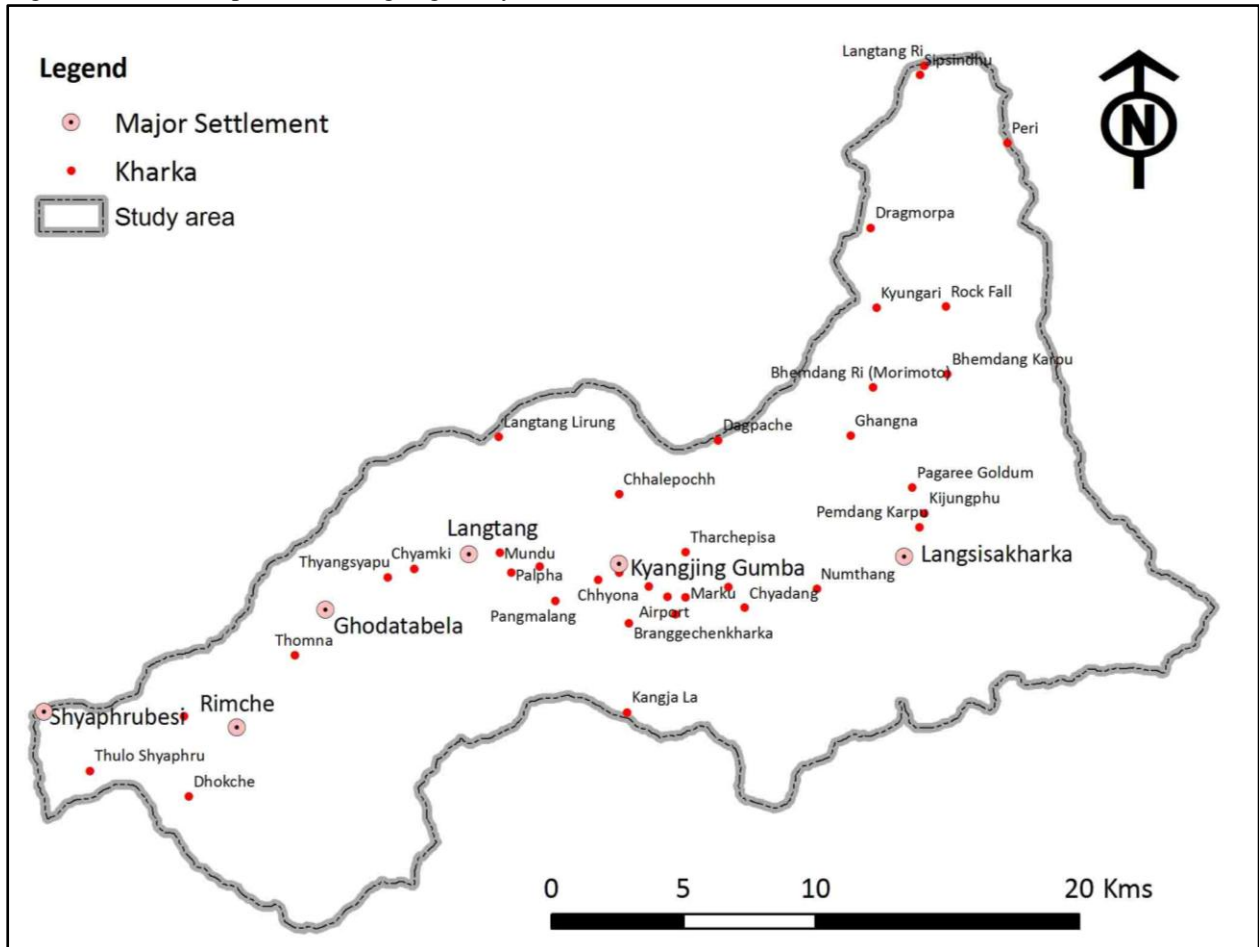 Legend
Major Settlement
Kharka
Study area
N
Langtang Ri
Sipsindhu
Peri
Dragmorpa
Kyungari
Rock Fall
Bhemdang Karpu
Bhemdang Ri (Morimoto)
Langtang Lirung
Dagpache
Ghangna
Chhalepochh
Pagaree Goldum
Kijungphu
Pemdang Karpu
Langtang
Tharchepisa
Thyangsyapu
Chyamki
Mundu
Palpha
Kyangjing Gumba
Langsisakharka
Numthang
Chhyona
Marku
Chyadang
Pangmalang
Airport
Branggechenkharka
Ghodatabela
Thomna
Rimche
Shyaphrubesi
Kangja La
Thulo Shyaphru
Dhokche
0 5 10 20 Kms